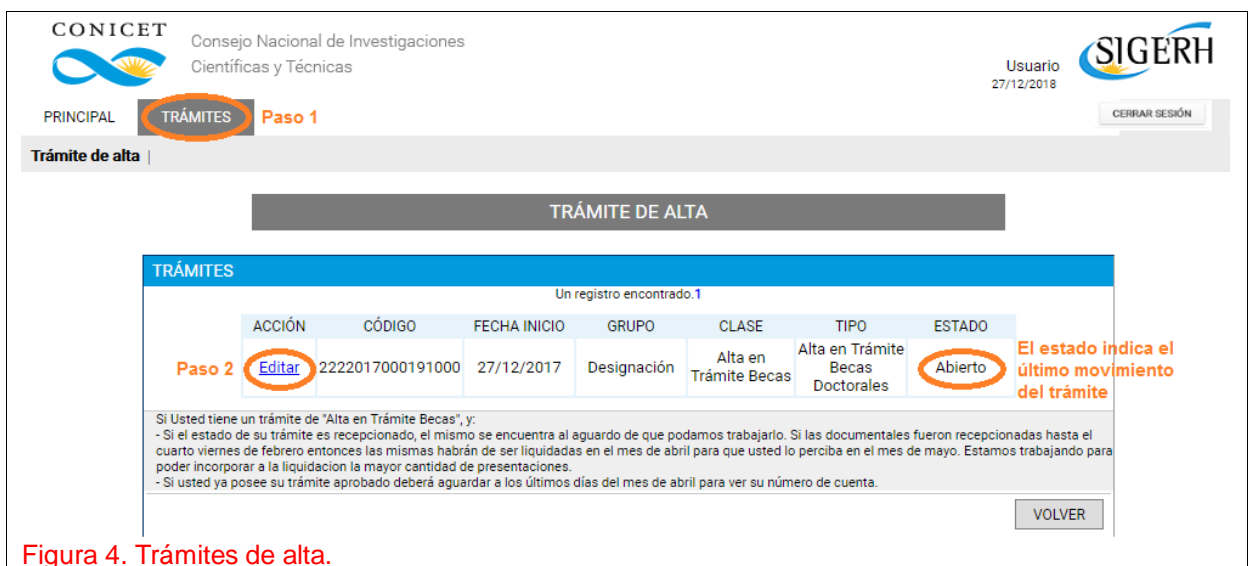 CONICET
Consejo Nacional de Investigaciones
Científicas y Técnicas
SIGERH
Usuario
27/12/2018
PRINCIPAL TRÁMITES Paso 1 CERRAR SESIÓN
Trámite de alta |
TRÁMITE DE ALTA
TRÁMITES
Un registro encontrado.1
ACCIÓN CÓDIGO FECHA INICIO GRUPO CLASE TIPO ESTADO
Paso 2 Editar 2222017000191000 27/12/2017 Designación
Alta en
Trámite Becas
Alta en Trámite
Becas
Doctorales
Abierto
El estado indica el
último movimiento
del trámite
Si Usted tiene un trámite de "Alta en Trámite Becas", y:
- Si el estado de su trámite es recepcionado, el mismo se encuentra al aguardo de que podamos trabajarlo. Si las documentales fueron recepcionadas hasta el
cuarto viernes de febrero entonces las mismas habrán de ser liquidadas en el mes de abril para que usted lo perciba en el mes de mayo. Estamos trabajando para
poder incorporar a la liquidacion la mayor cantidad de presentaciones.
- Si usted ya posee su trámite aprobado deberá aguardar a los últimos días del mes de abril para ver su número de cuenta.
VOLVER
Figura 4. Trámites de alta.